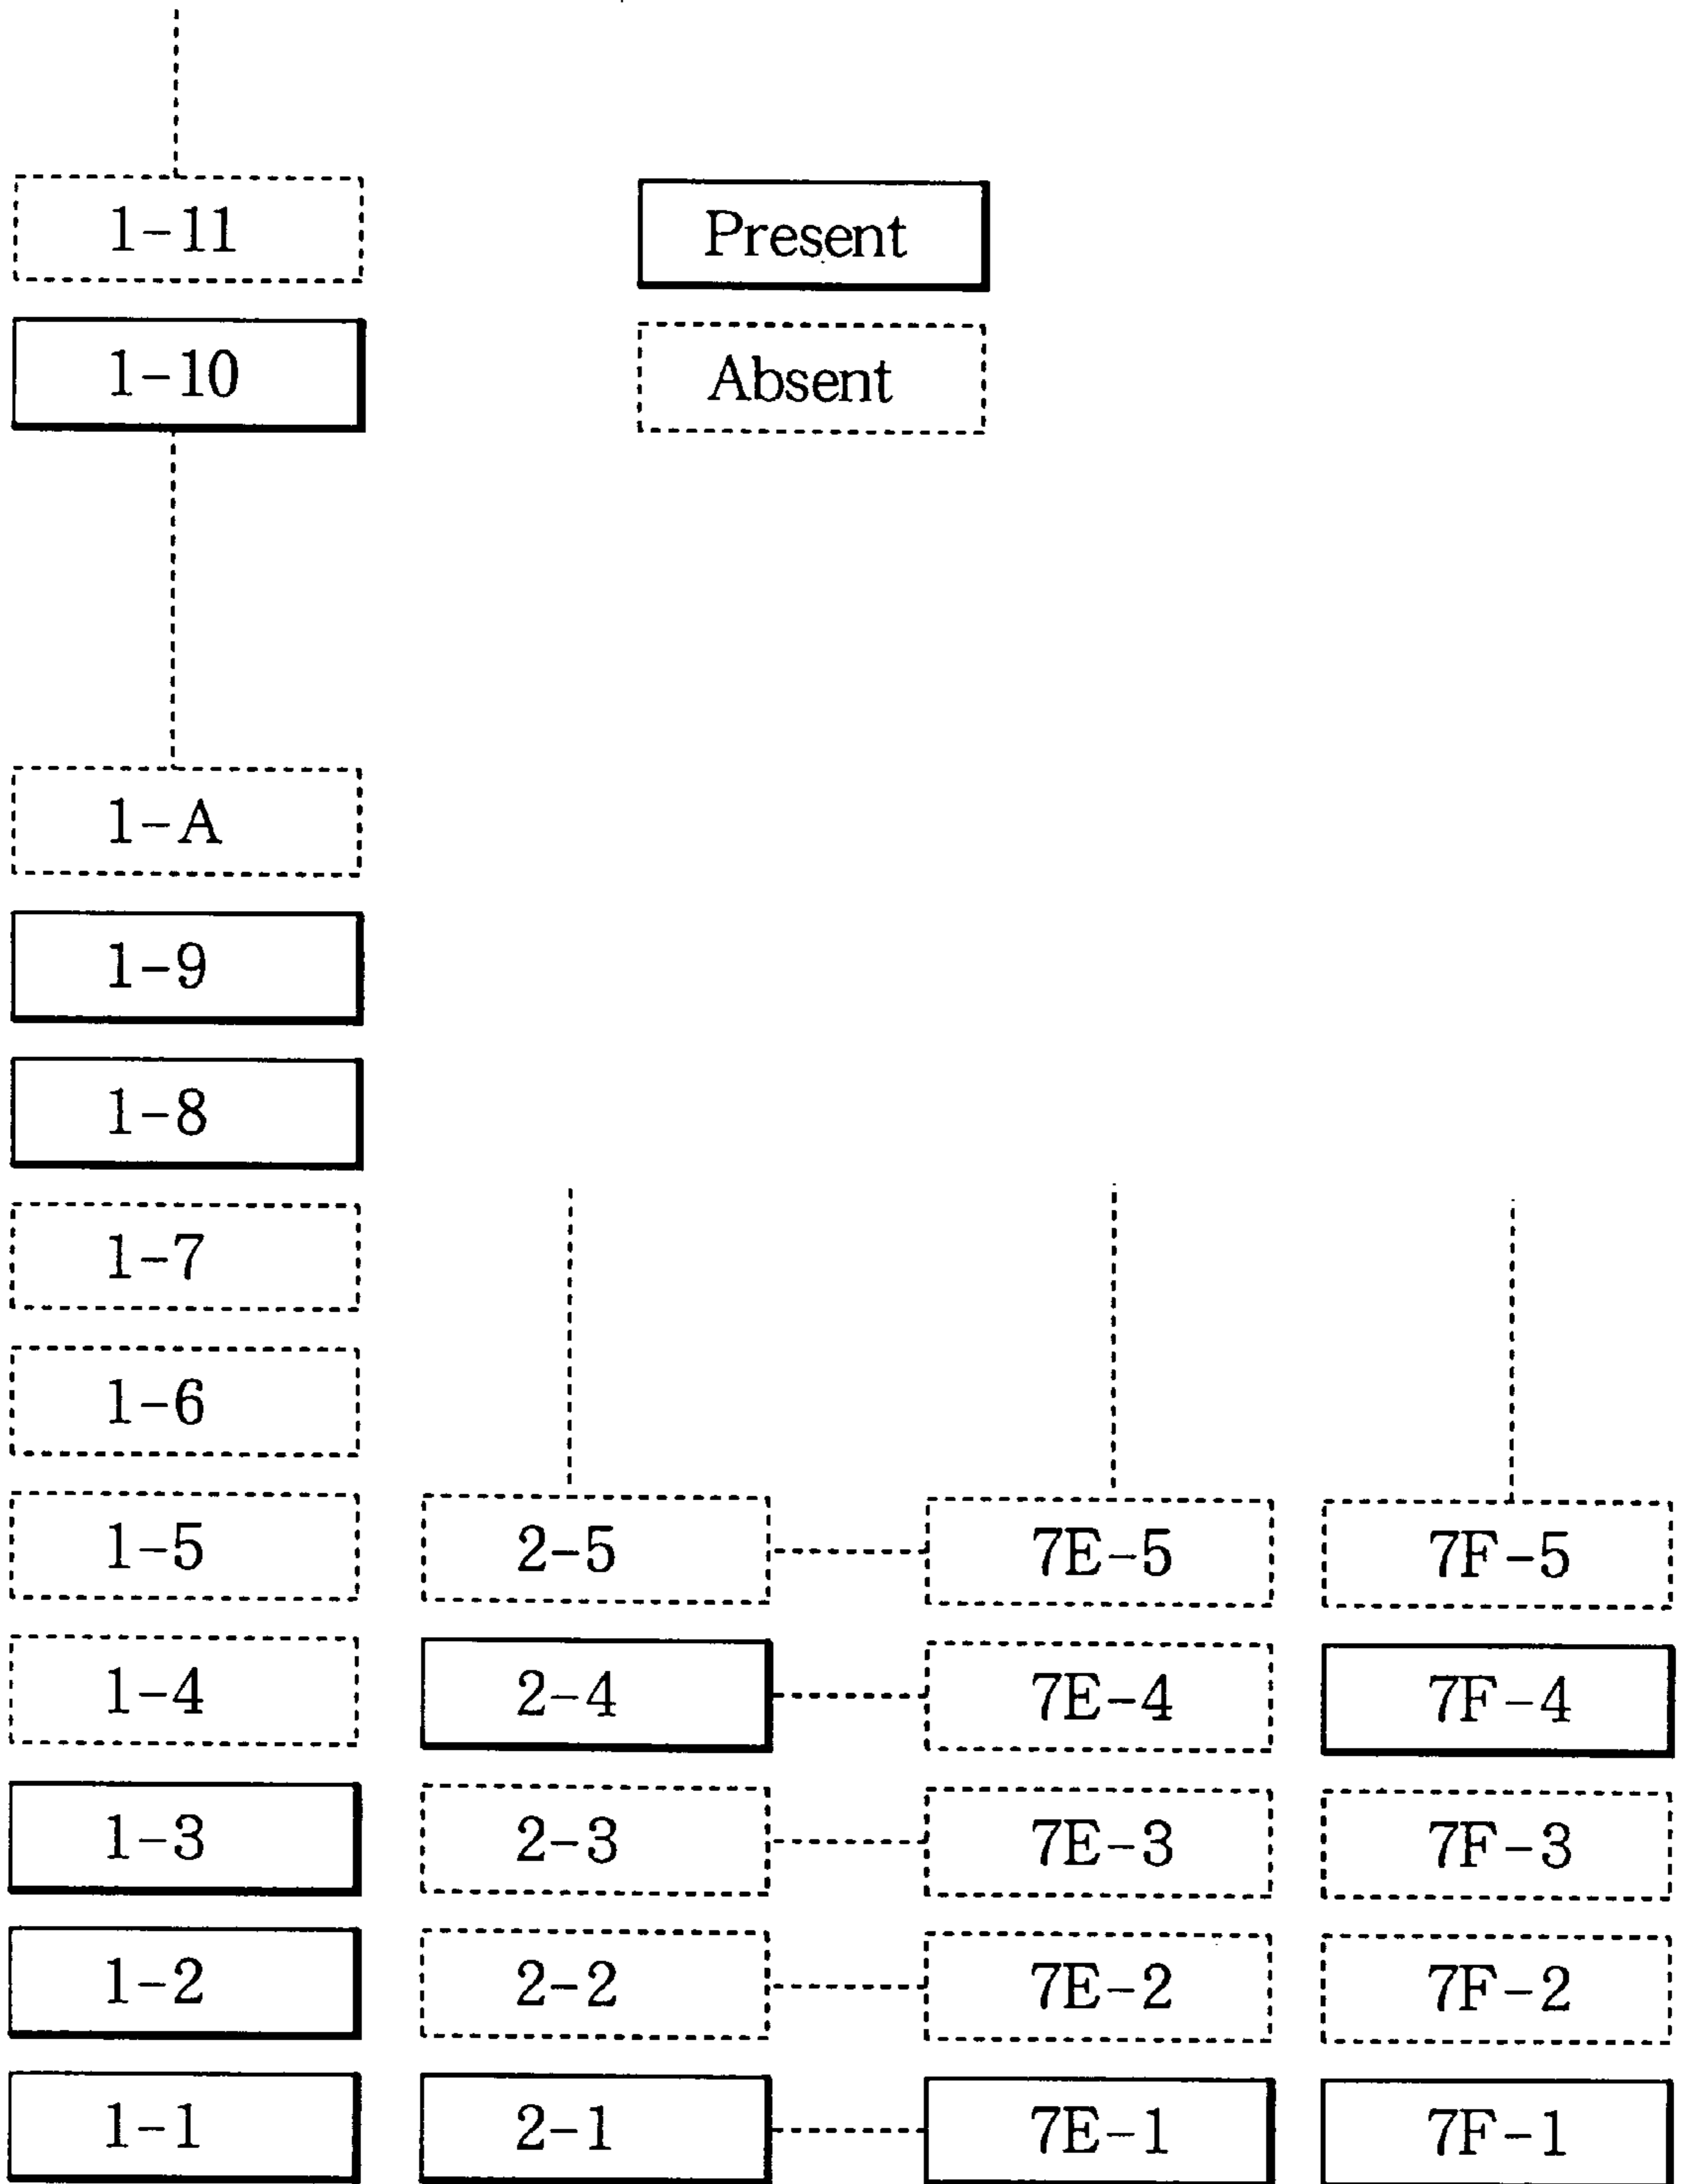 1-11
Present
1-10
Absent
1-A
1-9
1-8
1-7
1-6
1-5 2-5 7E-5 7F-5
1-4 2-4 7E-4 7F-4
1-3 2-3 7E-3 7F-3
1-2 2-2 7E-2 7F-2
1-1 2-1 7E-1 7F-1